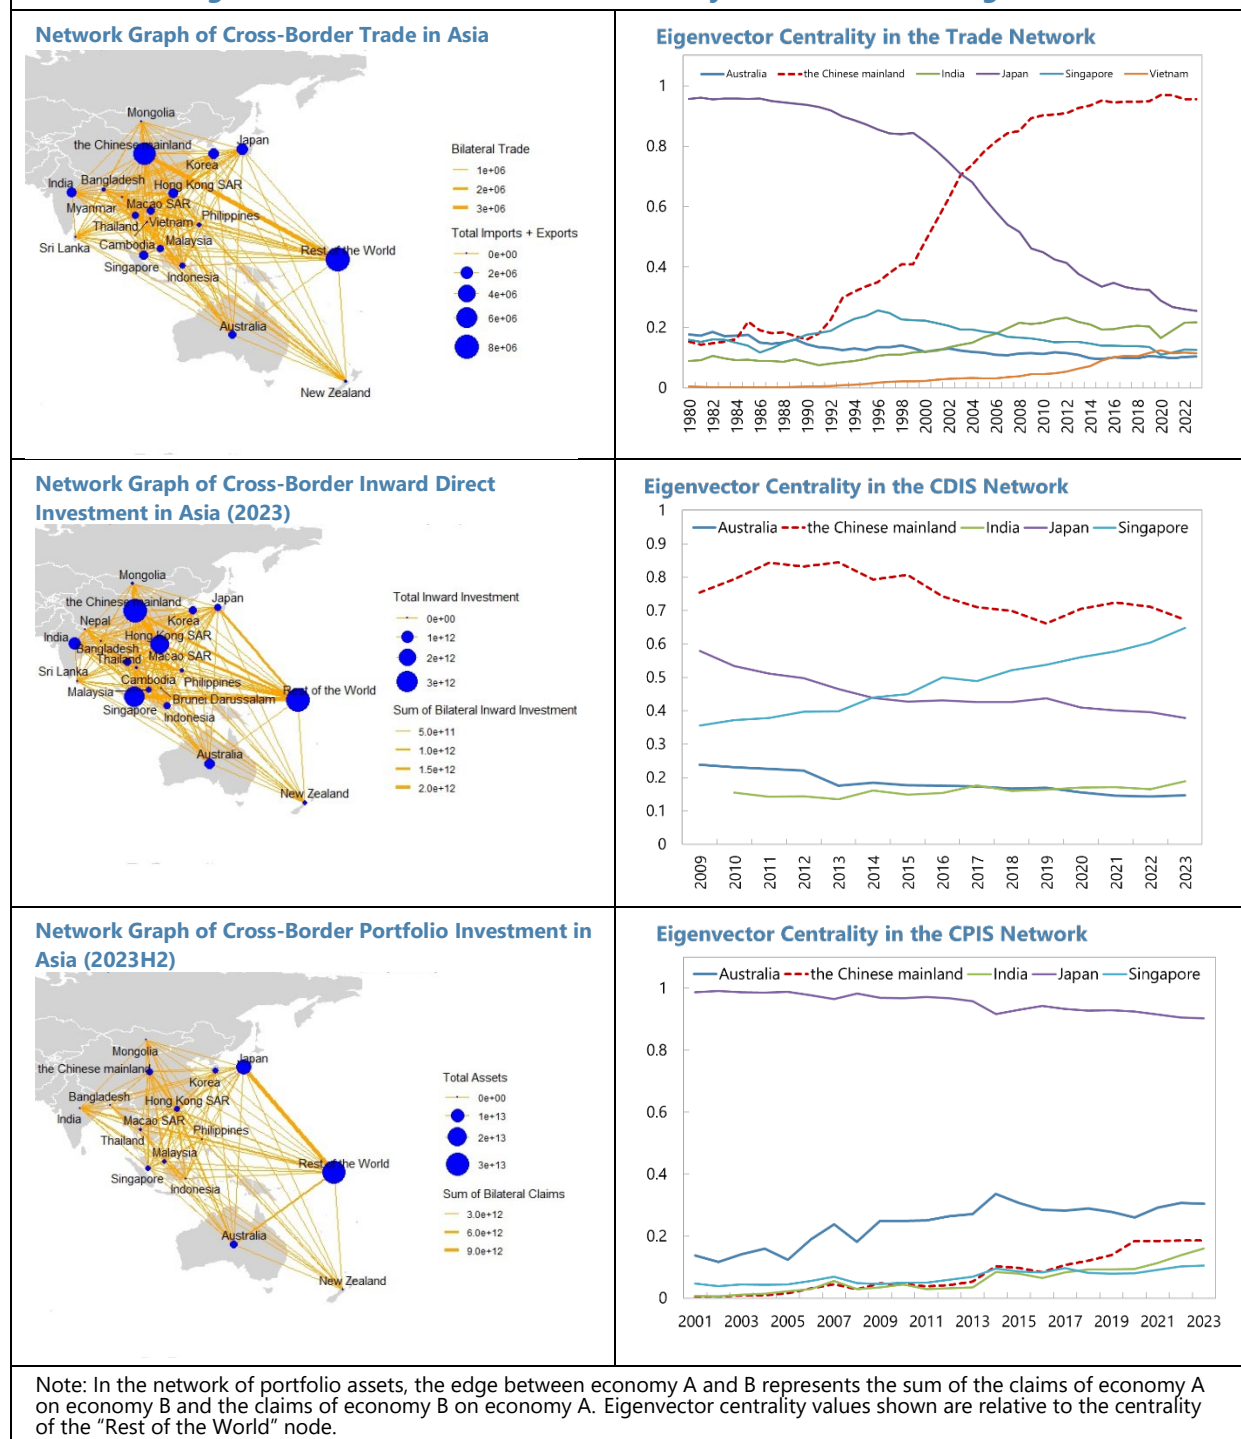 Network Graph of Cross-Border Trade in Asia
Mongolia
the Chinese mainland
Japan
Korea
India
Bangladesh
Hong Kong SAR
Myanmar
Macao SAR
Philippines
Thailand
Vietnam
Sri Lanka
Cambodia
Malaysia
Singapore
Indonesia
Rest of the World
Australia
New Zealand
Bilateral Trade
1e+06
2e+06
3e+06
Total Imports + Exports
0e+00
2e+06
4e+06
6e+06
8e+06
Eigenvector Centrality in the Trade Network
Australia the Chinese mainland India Japan Singapore Vietnam
1
0.8
0.6
0.4
0.2
0
1980 1982 1984 1986 1988 1990 1992 1994 1996 1998 2000 2002 2004 2006 2008 2010 2012 2014 2016 2018 2020 2022
Network Graph of Cross-Border Inward Direct
Investment in Asia (2023)
Mongolia
the Chinese mainland
Japan
Nepal
Korea
India
Hong Kong SAR
Bangladesh
Thailand
Macao SAR
Sri Lanka
Cambodia
Philippines
Malaysia
Brunei Darussalam
Singapore
Indonesia
Rest of the World
Australia
New Zealand
Total Inward Investment
0e+00
1e+12
2e+12
3e+12
Sum of Bilateral Inward Investment
5.0e+11
1.0e+12
1.5e+12
2.0e+12
Eigenvector Centrality in the CDIS Network
Australia the Chinese mainland India Japan Singapore
1
0.9
0.8
0.7
0.6
0.5
0.4
0.3
0.2
0.1
0
2009 2010 2011 2012 2013 2014 2015 2016 2017 2018 2019 2020 2021 2022 2023
Network Graph of Cross-Border Portfolio Investment in
Asia (2023H2)
Mongolia
Japan
the Chinese mainland
Korea
Bangladesh
Hong Kong SAR
India
Macao SAR
Philippines
Thailand
Malaysia
Singapore
Indonesia
Rest of the World
Australia
New Zealand
Total Assets
0e+00
1e+13
2e+13
3e+13
Sum of Bilateral Claims
3.0e+12
6.0e+12
9.0e+12
Eigenvector Centrality in the CPIS Network
Australia the Chinese mainland India Japan Singapore
1
0.8
0.6
0.4
0.2
0
2001 2003 2005 2007 2009 2011 2013 2015 2017 2019 2021 2023
Note: In the network of portfolio assets, the edge between economy A and B represents the sum of the claims of economy A
on economy B and the claims of economy B on economy A. Eigenvector centrality values shown are relative to the centrality
of the “Rest of the World” node.